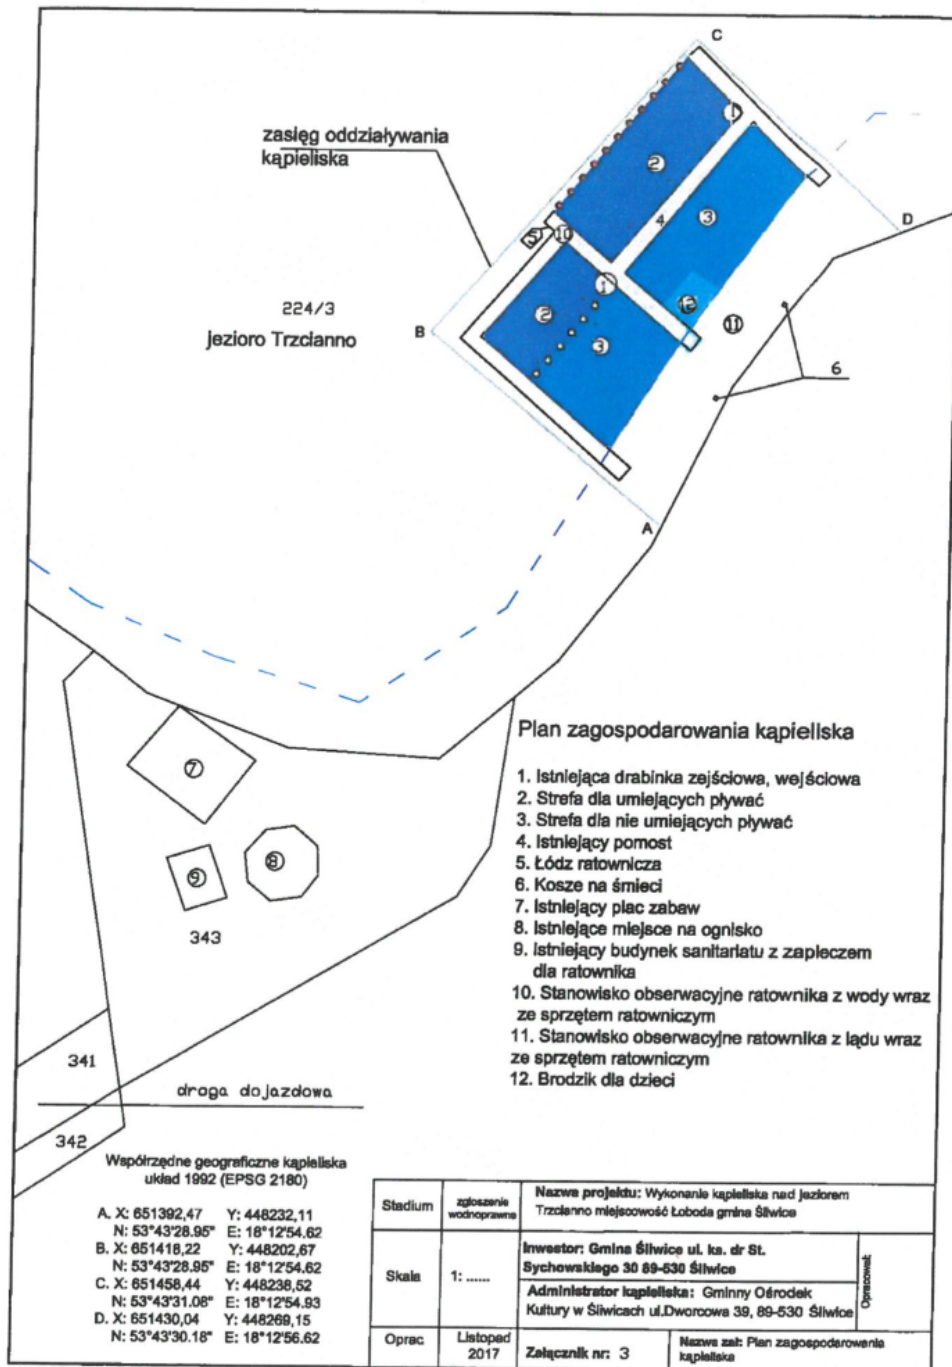 C
zasięg oddziaływania
kąpieliska
1
2
3
4
D
5
10
224/3
jezioro Trzcianno
B
1
2
12
11
3
6
A
Plan zagospodarowania kąpieliska
1. Istniejąca drabinka zejściowa, wejściowa
2. Strefa dla umiejących pływać
3. Strefa dla nie umiejących pływać
4. Istniejący pomost
5. Łódz ratownicza
6. Kosze na śmieci
7. Istniejący plac zabaw
8. Istniejące miejsce na ognisko
9. Istniejący budynek sanitariatu z zapleczem
dla ratownika
10. Stanowisko obserwacyjne ratownika z wody wraz
ze sprzętem ratowniczym
11. Stanowisko obserwacyjne ratownika z lądu wraz
ze sprzętem ratowniczym
12. Brodzik dla dzieci
7
8
9
343
341
droga dojazdowa
342
Współrzędne geograficzne kąpieliska
układ 1992 (EPSG 2180)
A. X: 651392,47 Y: 448232,11
N: 53°43'28.95" E: 18°12'54.62
B. X: 651418,22 Y: 448202,67
N: 53°43'28.95" E: 18°12'54.62
C. X: 651458,44 Y: 448238,52
N: 53°43'31.08" E: 18°12'54.93
D. X: 651430,04 Y: 448269,15
N: 53°43'30.18" E: 18°12'56.62
Stadium
zgłoszenie
wodnoprawne
Nazwa projektu: Wykonanie kąpieliska nad jeziorem
Trzcianno miejscowość Łoboda gmina Śliwice
Skala
1: ......
Inwestor: Gmina Śliwice ul. ks. dr St.
Sychowskiego 30 89-530 Śliwice
Administrator kąpieliska: Gminny Ośrodek
Kultury w Śliwicach ul.Dworcowa 39, 89-530 Śliwice
Opracował:
Oprac
Listopad
2017
Załącznik nr: 3
Nazwa zał: Plan zagospodarowania
kąpieliska